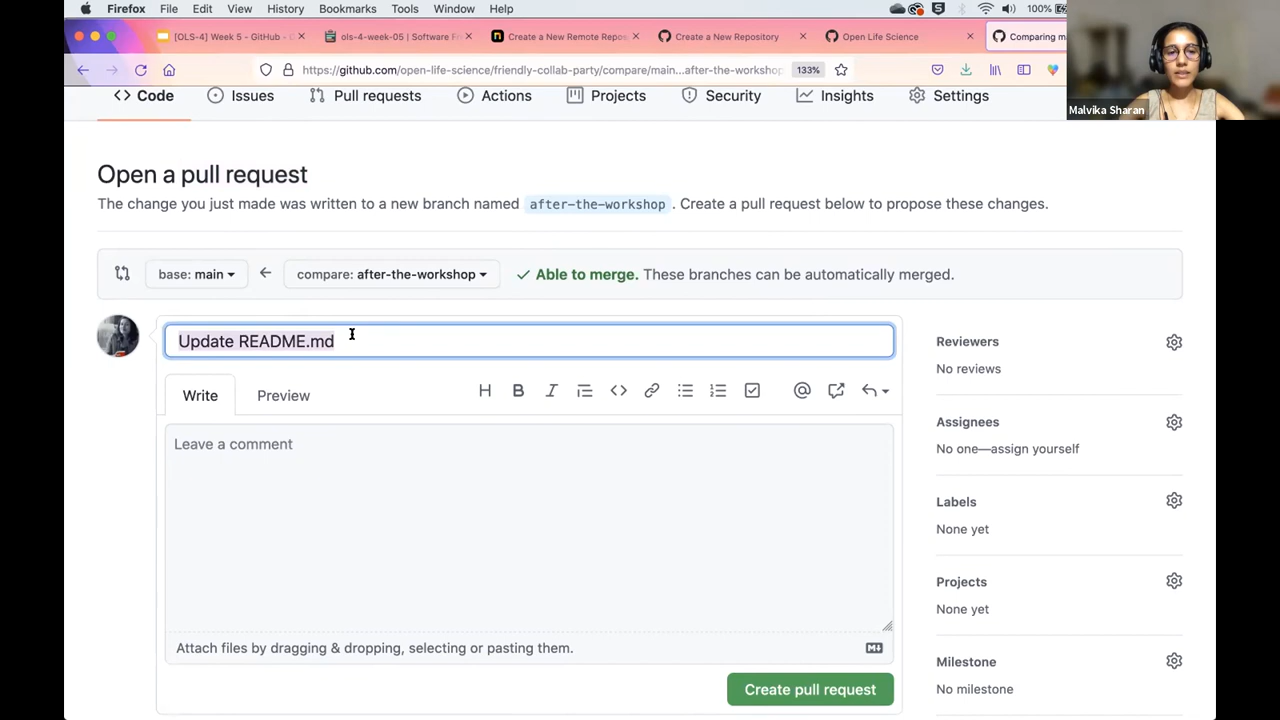 Firefox File Edit View History Bookmarks Tools Window Help 100%
[OLS-4] Week 5 - GitHub - ols-4-week-05 | Software Fi Create a New Remote Repos Create a New Repository Open Life Science Comparing ma
https://github.com/open-life-science/friendly-collab-party/compare/main...after-the-workshop 133%
Malvika Sharan
Code Issues Pull requests Actions Projects Security Insights Settings
Open a pull request
The change you just made was written to a new branch named after-the-workshop. Create a pull request below to propose these changes.
base: main compare: after-the-workshop Able to merge. These branches can be automatically merged.
Update README.md
Write Preview
Leave a comment
Attach files by dragging & dropping, selecting or pasting them.
Create pull request
Reviewers
No reviews
Assignees
No one—assign yourself
Labels
None yet
Projects
None yet
Milestone
No milestone